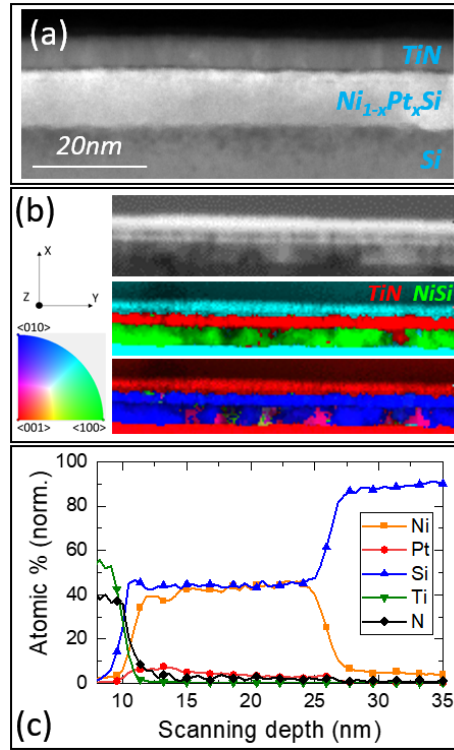 (a)
TiN
Ni1-xPtxSi
Si
20nm
(b)
X
Z
Y
TiN NiSi
<010>
<001> <100>
100
80
60
40
20
0
Atomic % (norm.)
Ni
Pt
Si
Ti
N
10 15 20 25 30 35
(c) Scanning depth (nm)